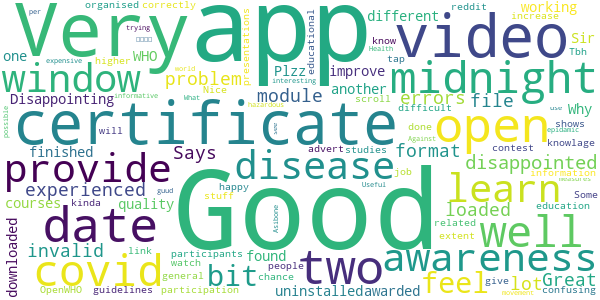 per organised correctly reddit
Very app video
trying presentations educational different working increase
WHO higher one know Tbh Sir
window midnight
problem Nice Plzz improve tap
Disappointing another scroll
module errors file Why shows
certificate open
will difficult done possible
contest knowlage
finished Says advert studies format
provide disease disappointed
experienced happy job Some
learn
courses quality stuff loaded education
Good
date two well
kinda Useful related information
downloaded invalid link participants found extent
awareness
watch general people chance feel lot Great
covid bit
OpenWHO guidelines participation uninstalled awarded give confusing
What Health Against informative expensive interesting world
Asibone guud use epidamic